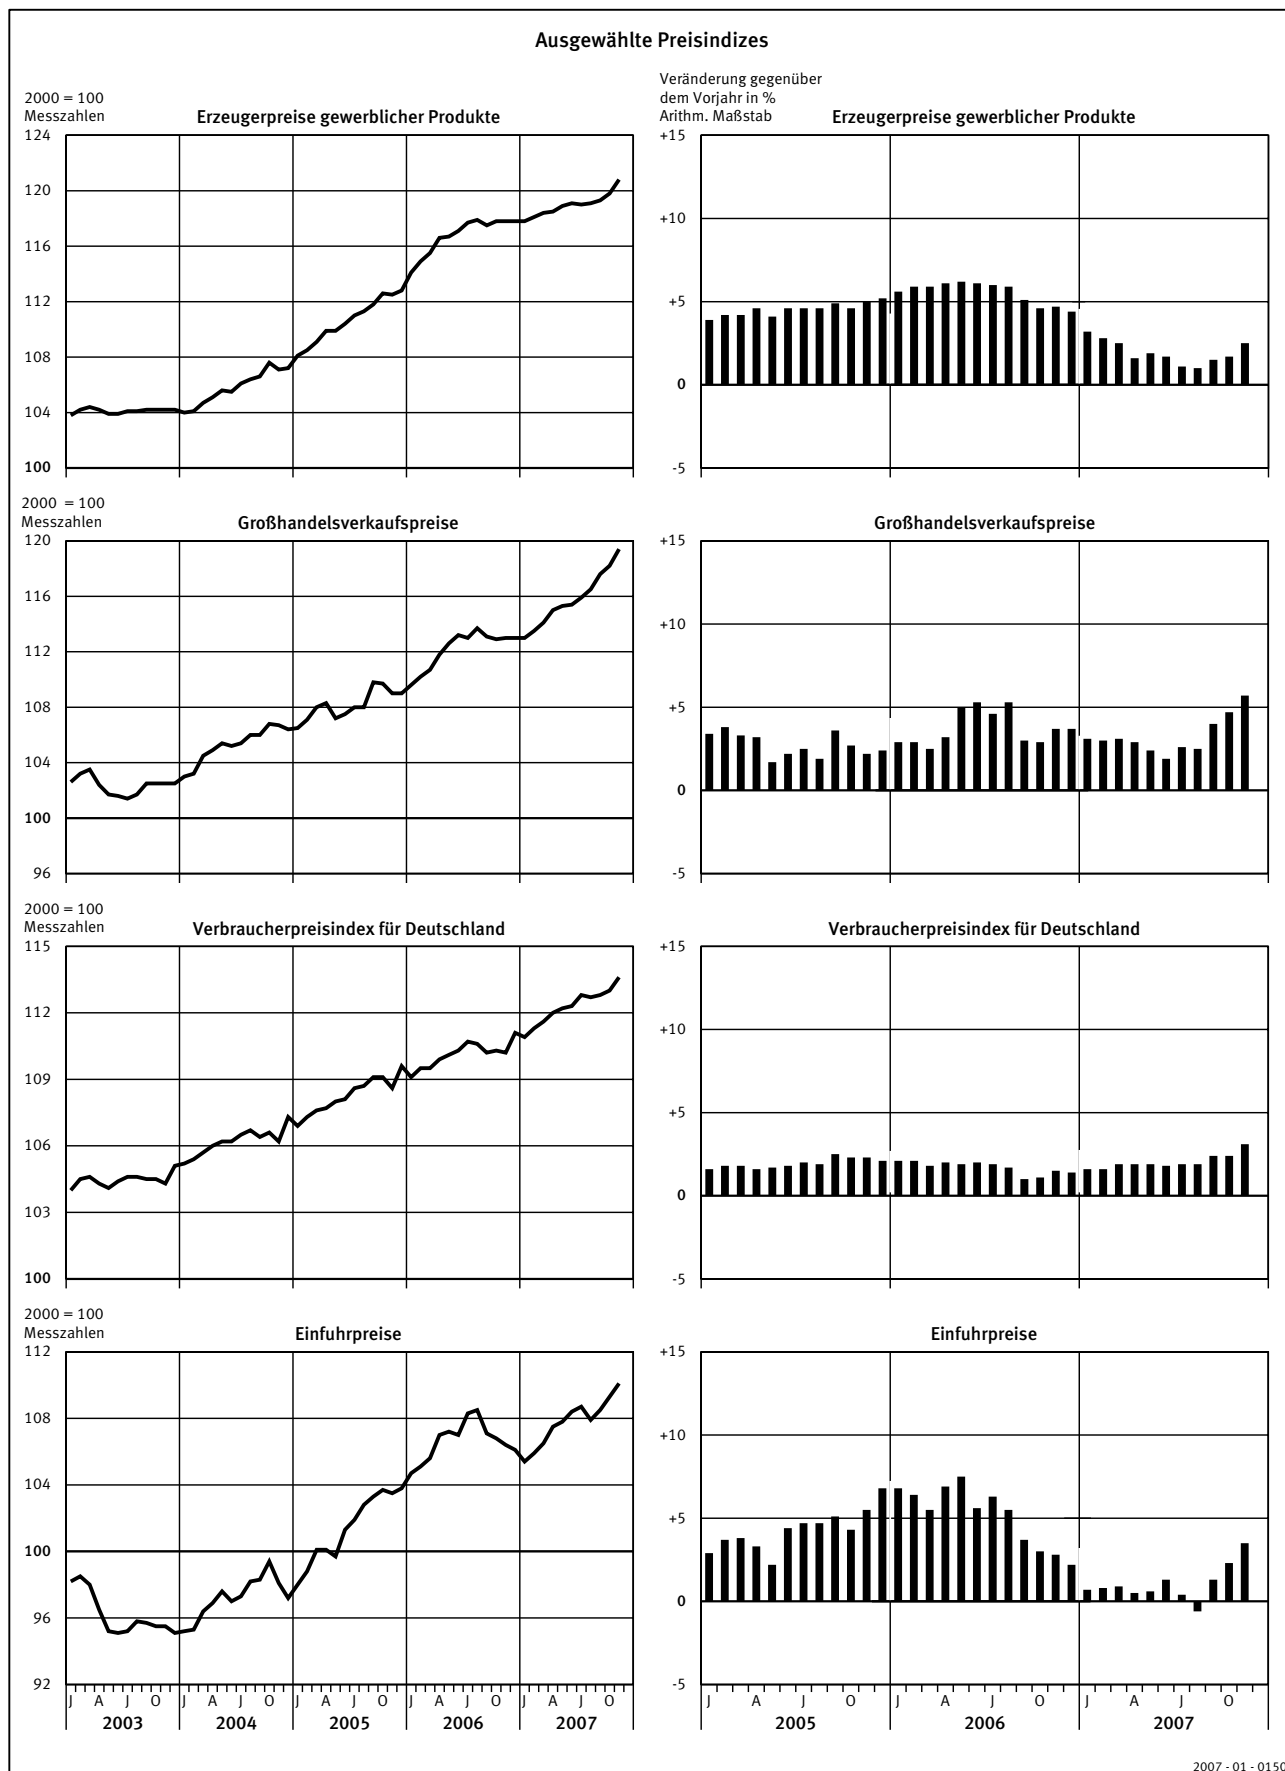 Ausgewählte Preisindizes
2000 = 100
Messzahlen
Erzeugerpreise gewerblicher Produkte
124
120
116
112
108
104
100
Veränderung gegenüber
dem Vorjahr in %
Arithm. Maßstab
Erzeugerpreise gewerblicher Produkte
+15
+10
+5
0
-5
2000 = 100
Messzahlen
Großhandelsverkaufspreise
120
116
112
108
104
100
96
Großhandelsverkaufspreise
+15
+10
+5
0
-5
2000 = 100
Messzahlen
Verbraucherpreisindex für Deutschland
115
112
109
106
103
100
Verbraucherpreisindex für Deutschland
+15
+10
+5
0
-5
2000 = 100
Messzahlen
Einfuhrpreise
112
108
104
100
96
92
J A J O J A J O J A J O J A J O J A J O
2003 2004 2005 2006 2007
Einfuhrpreise
+15
+10
+5
0
-5
J A J O J A J O J A J O
2005 2006 2007
2007 - 01 - 0150